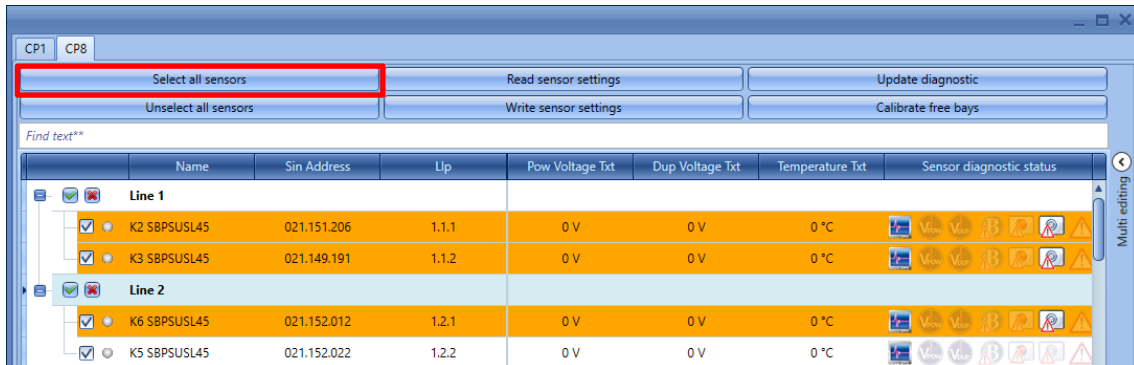 CP1 CP8
Select all sensors Read sensor settings Update diagnostic
Unselect all sensors Write sensor settings Calibrate free bays
Find text**
Name Sin Address Llp Pow Voltage Txt Dup Voltage Txt Temperature Txt Sensor diagnostic status
Multi editing
Line 1
K2 SBPSUSL45 021.151.206 1.1.1 0 V 0 V 0 °C
K3 SBPSUSL45 021.149.191 1.1.2 0 V 0 V 0 °C
Line 2
K6 SBPSUSL45 021.152.012 1.2.1 0 V 0 V 0 °C
K5 SBPSUSL45 021.152.022 1.2.2 0 V 0 V 0 °C